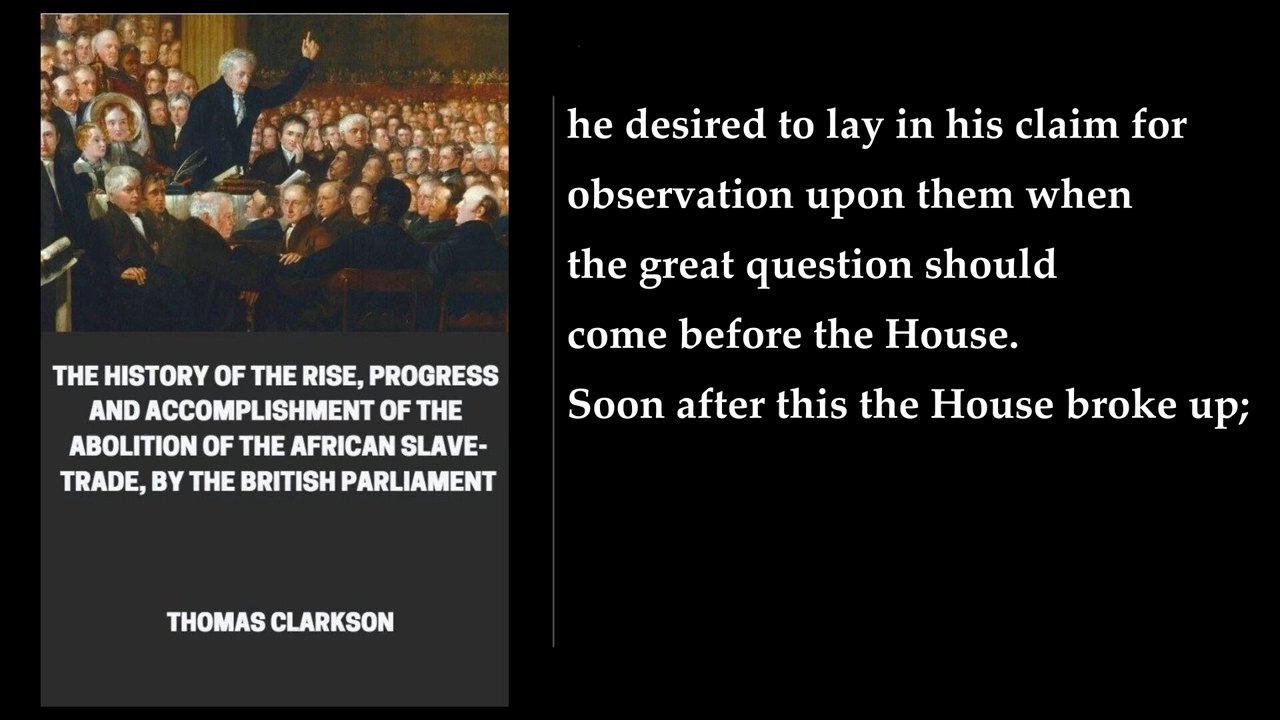 THE HISTORY OF THE RISE, PROGRESS
AND ACCOMPLISHMENT OF THE
ABOLITION OF THE AFRICAN SLAVE-
TRADE, BY THE BRITISH PARLIAMENT
THOMAS CLARKSON
he desired to lay in his claim for
observation upon them when
the great question should
come before the House.
Soon after this the House broke up;